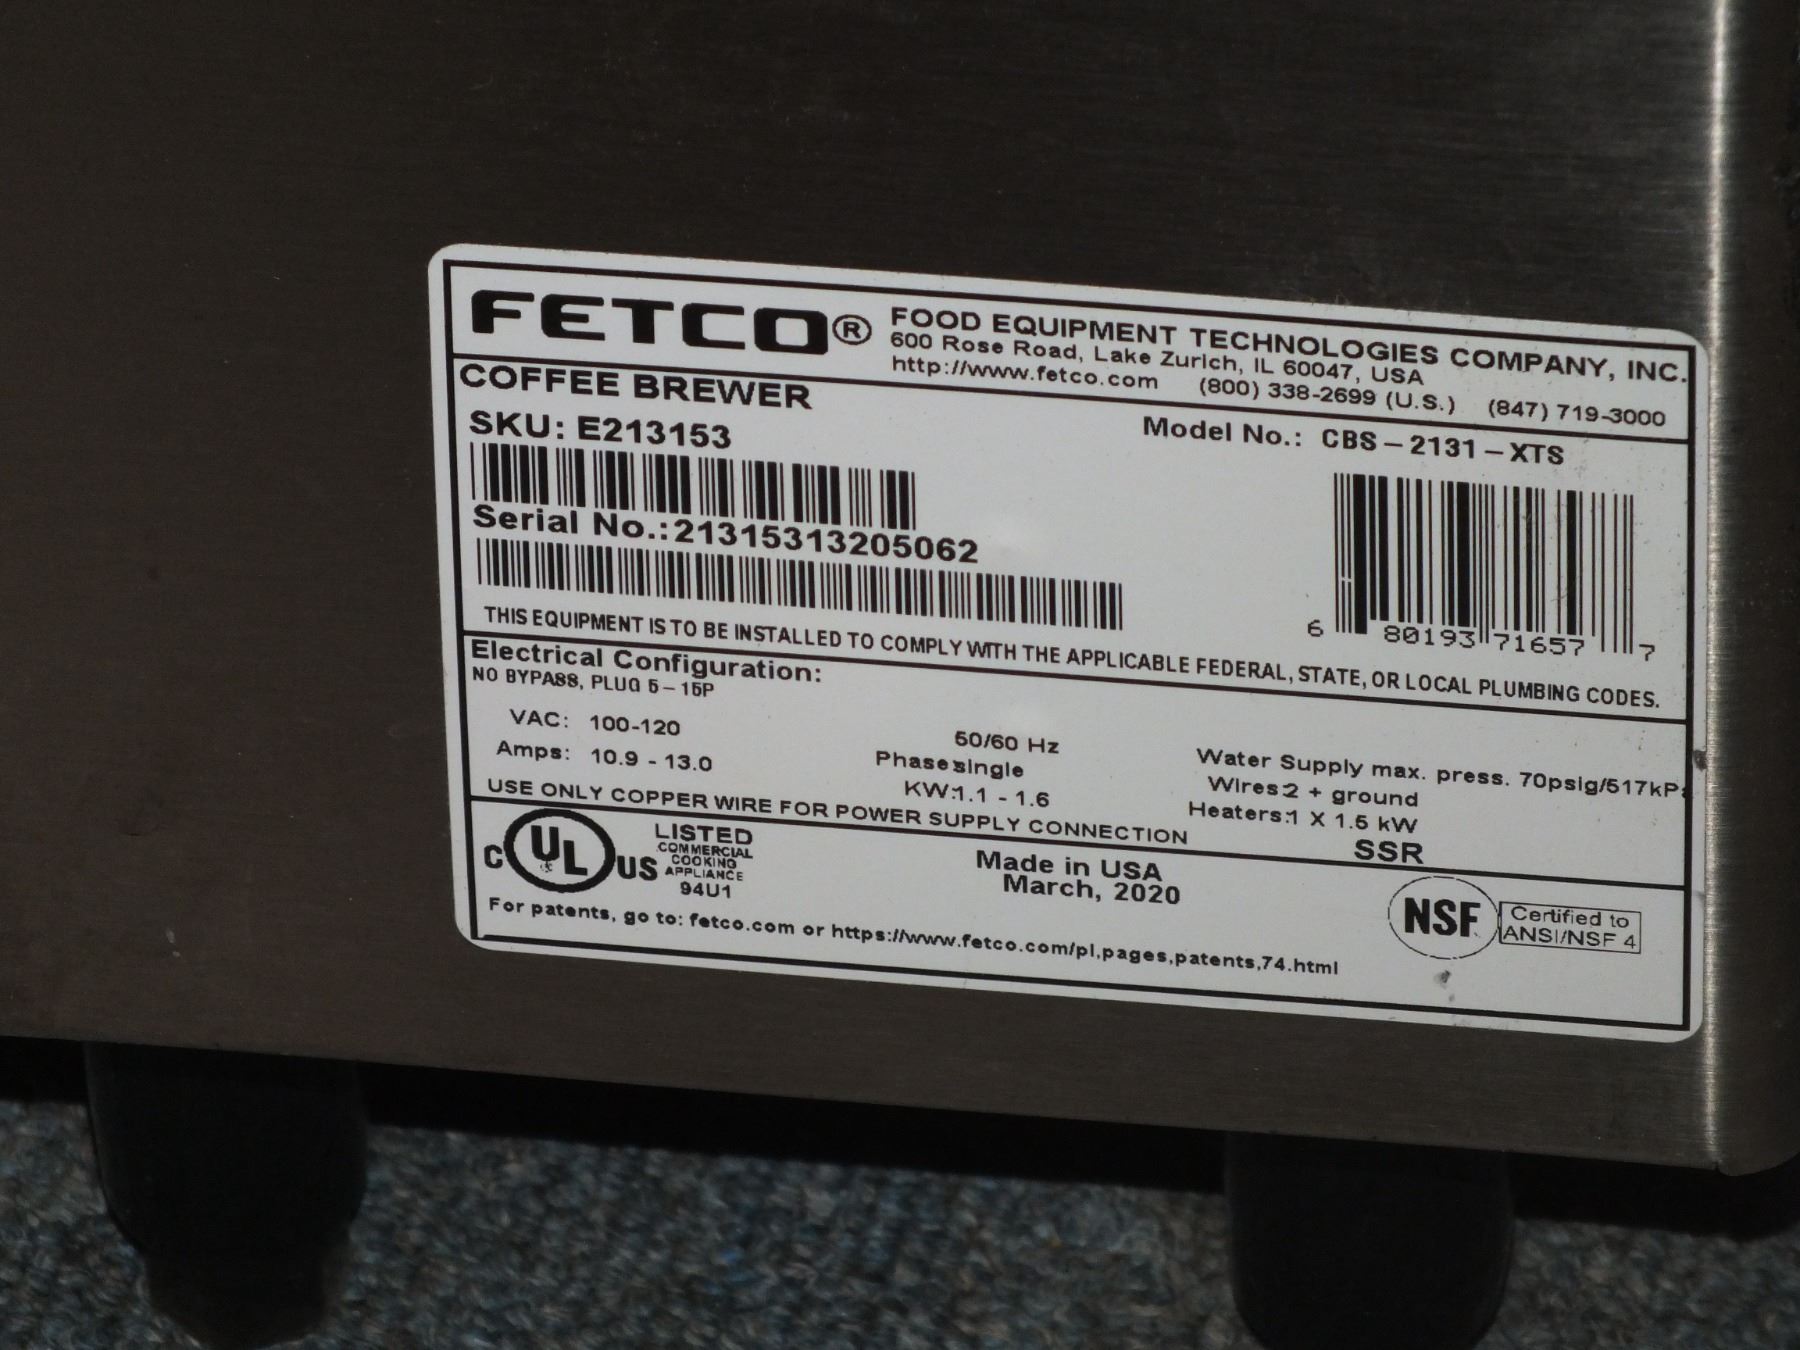 FETCO®
FOOD EQUIPMENT TECHNOLOGIES COMPANY, INC.
600 Rose Road, Lake Zurich, IL 60047, USA
http://www.fetco.com (800) 338-2699 (U.S.) (847) 719-3000
COFFEE BREWER
SKU: E213153
Model No.: CBS-2131-XTS
Serial No.:21315313205062
6 80193 71657 7
THIS EQUIPMENT IS TO BE INSTALLED TO COMPLY WITH THE APPLICABLE FEDERAL, STATE, OR LOCAL PLUMBING CODES.
Electrical Configuration:
NO BYPASS, PLUG 5-15P
VAC: 100-120
50/60 Hz
Water Supply max. press. 70psig/517kPa
Amps: 10.9 - 13.0
Phase:single
Wires:2 + ground
KW:1.1 - 1.6
Heaters:1 X 1.5 kW
USE ONLY COPPER WIRE FOR POWER SUPPLY CONNECTION
SSR
C UL US LISTED
COMMERCIAL
COOKING
APPLIANCE
94U1
Made in USA
March, 2020
NSF
Certified to
ANSI/NSF 4
For patents, go to: fetco.com or https://www.fetco.com/pl,pages,patents,74.html